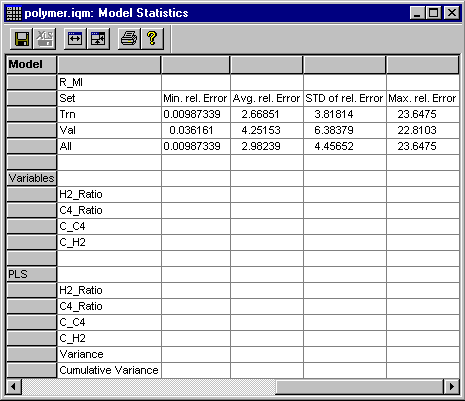 polymer.iqm: Model Statistics
XLS
Model
R_MI
Set Min. rel. Error Avg. rel. Error STD of rel. Error Max. rel. Error
Trn 0.00987339 2.66851 3.81814 23.6475
Val 0.036161 4.25153 6.38379 22.8103
All 0.00987339 2.98239 4.45652 23.6475
Variables
H2_Ratio
C4_Ratio
C_C4
C_H2
PLS
H2_Ratio
C4_Ratio
C_C4
C_H2
Variance
Cumulative Variance